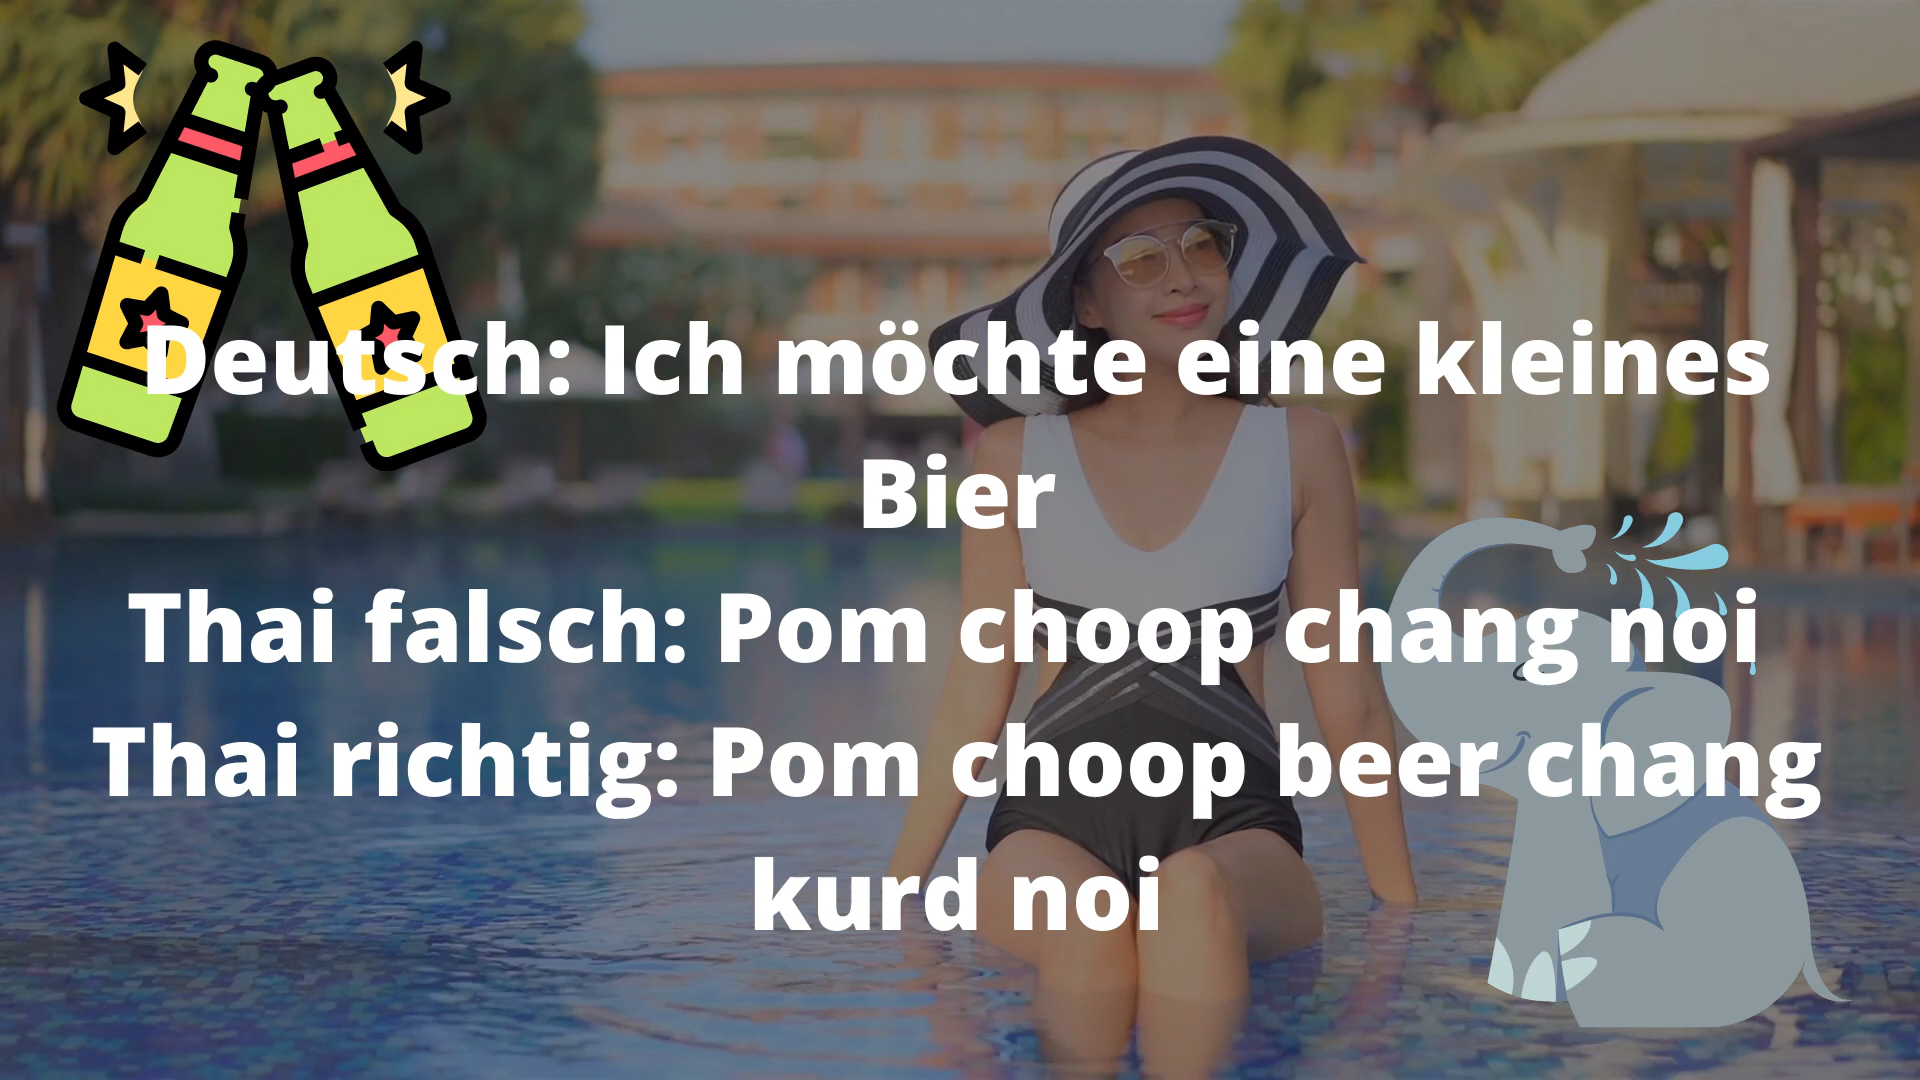 Deutsch: Ich möchte eine kleines
Bier
Thai falsch: Pom choop chang noi
Thai richtig: Pom choop beer chang
kurd noi